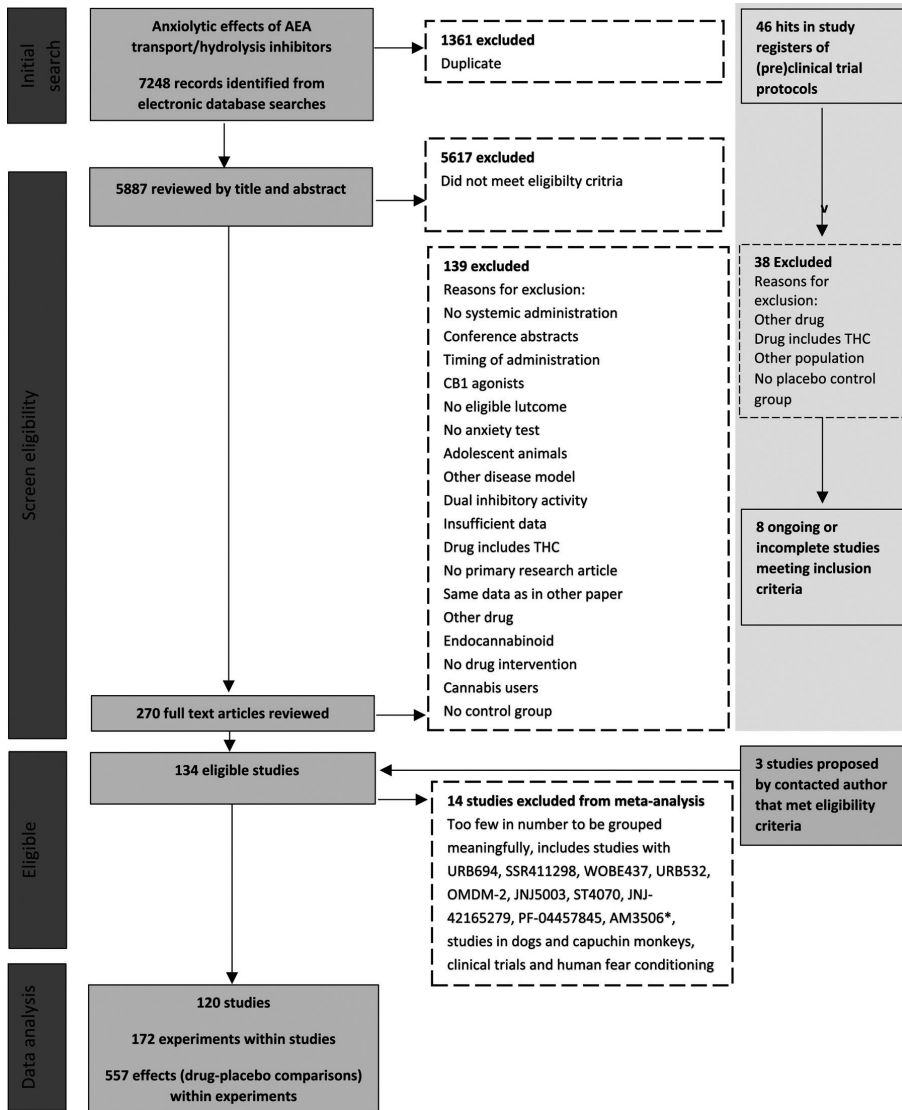 Initial
search
Anxiolytic effects of AEA
transport/hydrolysis inhibitors
7248 records identified from
electronic database searches
1361 excluded
Duplicate
46 hits in study
registers of
(pre)clinical trial
protocols
Screen eligibility
5887 reviewed by title and abstract
5617 excluded
Did not meet eligibilty critria
v
139 excluded
Reasons for exclusion:
No systemic administration
Conference abstracts
Timing of administration
CB1 agonists
No eligible lutcome
No anxiety test
Adolescent animals
Other disease model
Dual inhibitory activity
Insufficient data
Drug includes THC
No primary research article
Same data as in other paper
Other drug
Endocannabinoid
No drug intervention
Cannabis users
No control group
38 Excluded
Reasons for
exclusion:
Other drug
Drug includes THC
Other population
No placebo control
group
8 ongoing or
incomplete studies
meeting inclusion
criteria
270 full text articles reviewed
Eligible
134 eligible studies
3 studies proposed
by contacted author
that met eligibility
criteria
14 studies excluded from meta-analysis
Too few in number to be grouped
meaningfully, includes studies with
URB694, SSR411298, WOBE437, URB532,
OMDM-2, JNJ5003, ST4070, JNJ-
42165279, PF-04457845, AM3506*,
studies in dogs and capuchin monkeys,
clinical trials and human fear conditioning
Data analysis
120 studies
172 experiments within studies
557 effects (drug-placebo comparisons)
within experiments